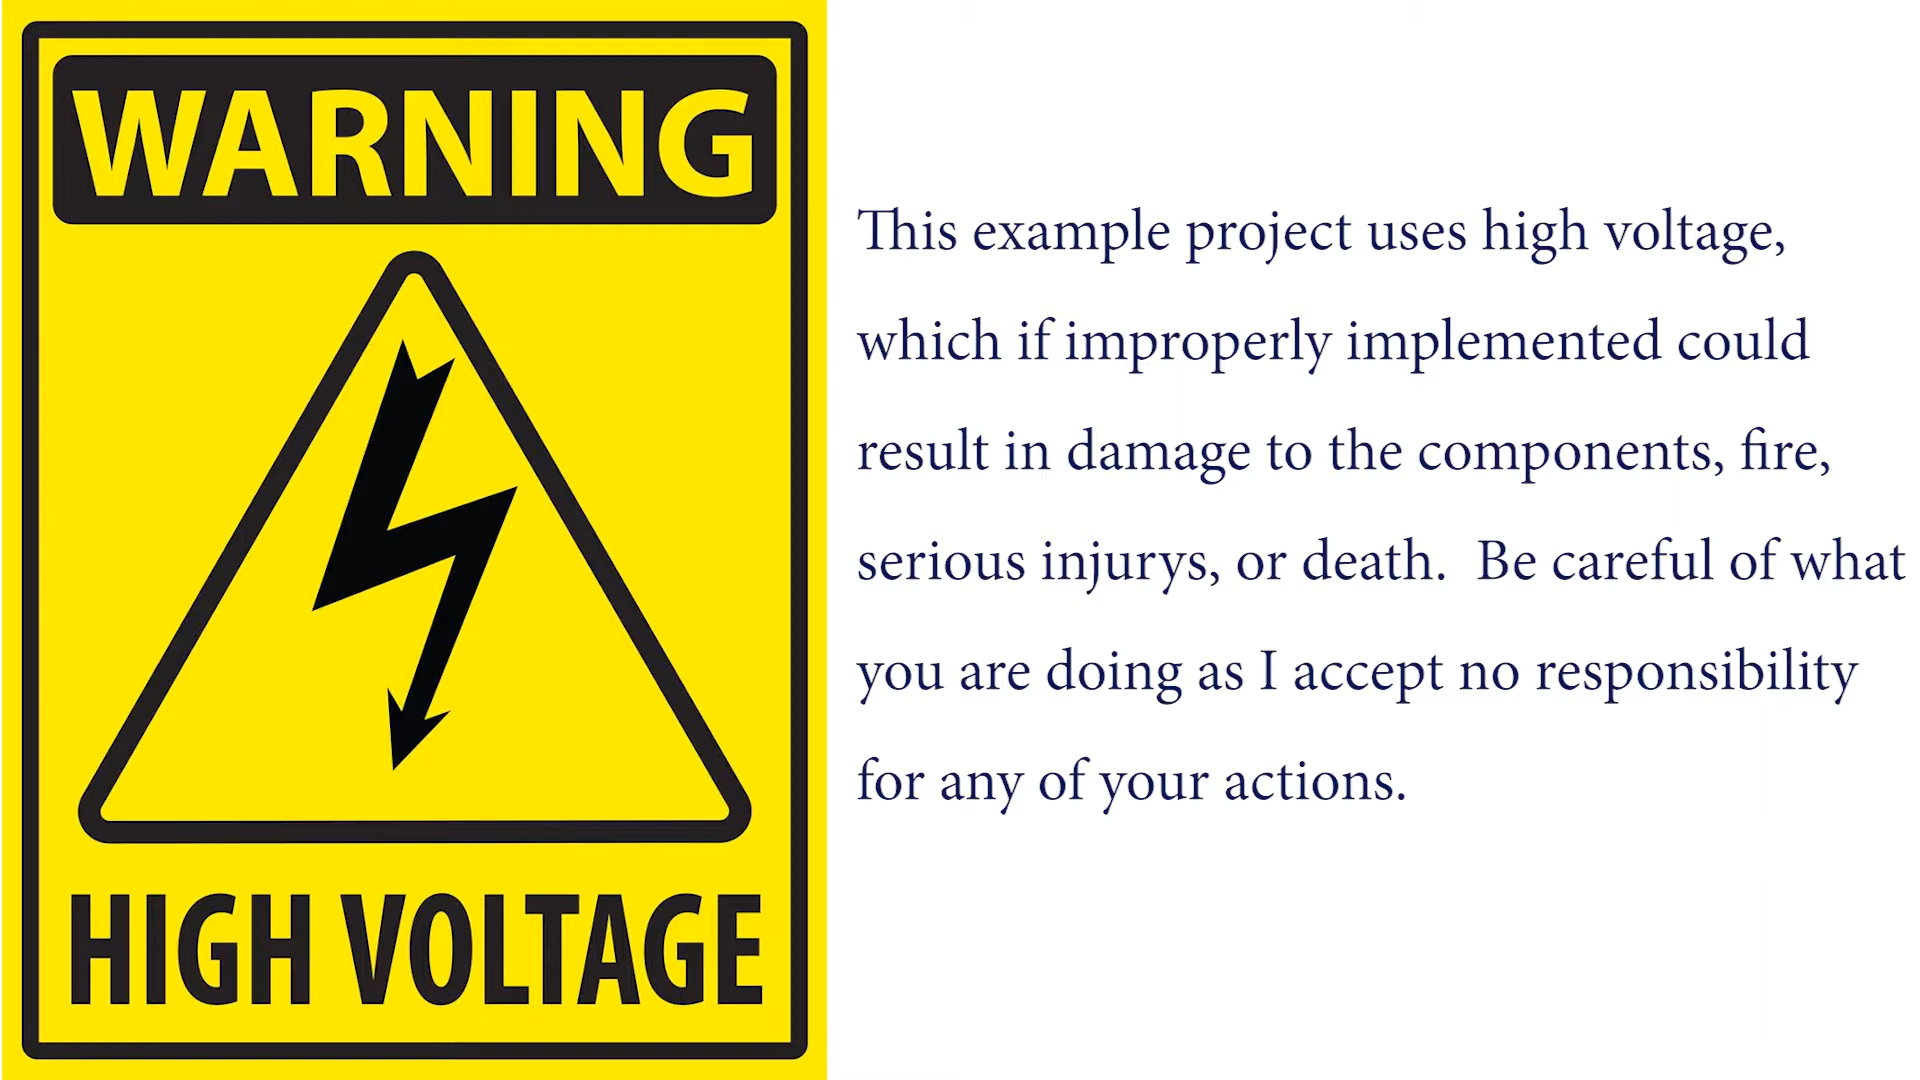 WARNING
HIGH VOLTAGE
This example project uses high voltage,
which if improperly implemented could
result in damage to the components, fire,
serious injurys, or death.  Be careful of what
you are doing as I accept no responsibility
for any of your actions.